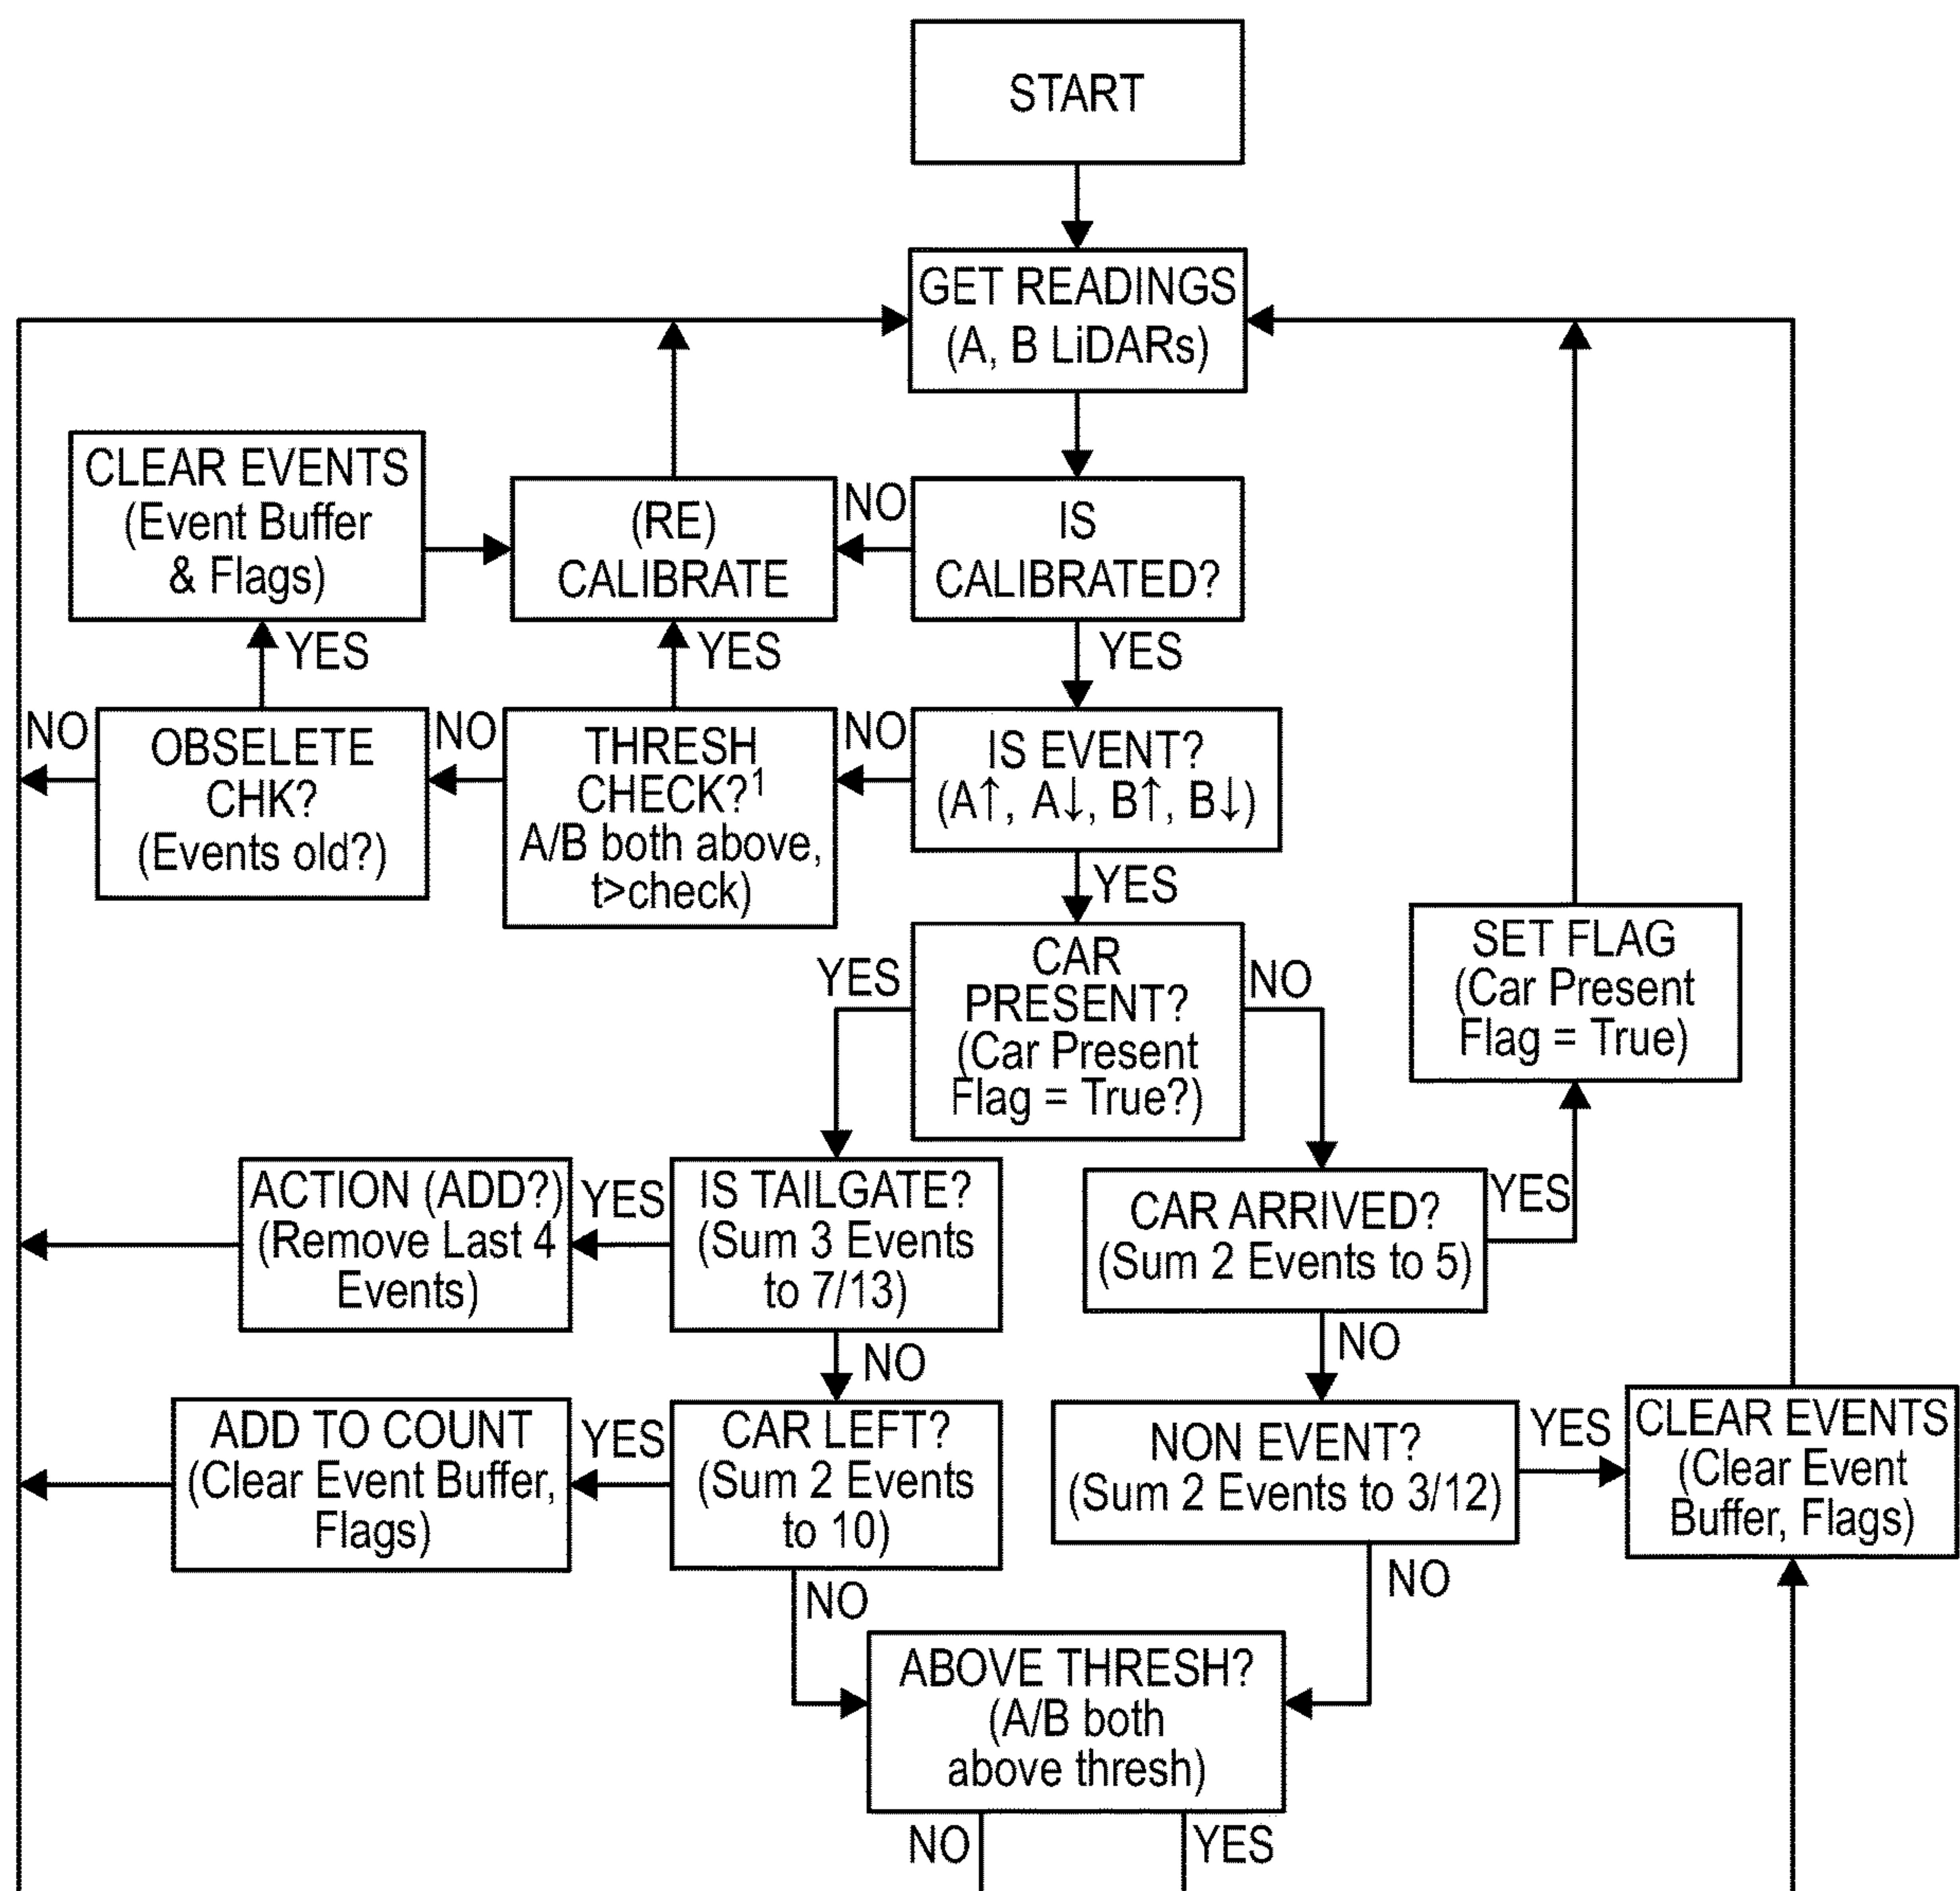 START
GET READINGS
(A, B LiDARs)
CLEAR EVENTS
(Event Buffer
& Flags)
(RE)
CALIBRATE
NO
IS
CALIBRATED?
YES
YES
YES
NO
OBSELETE
CHK?
(Events old?)
NO
THRESH
CHECK?¹
A/B both above,
t>check)
NO
IS EVENT?
(A↑, A↓, B↑, B↓)
YES
CAR
PRESENT?
(Car Present
Flag = True?)
YES
NO
SET FLAG
(Car Present
Flag = True)
ACTION (ADD?)
(Remove Last 4
Events)
YES
IS TAILGATE?
(Sum 3 Events
to 7/13)
CAR ARRIVED?
(Sum 2 Events to 5)
YES
NO
NO
ADD TO COUNT
(Clear Event Buffer,
Flags)
YES
CAR LEFT?
(Sum 2 Events
to 10)
NON EVENT?
(Sum 2 Events to 3/12)
YES
CLEAR EVENTS
(Clear Event
Buffer, Flags)
NO
NO
ABOVE THRESH?
(A/B both
above thresh)
NO
YES